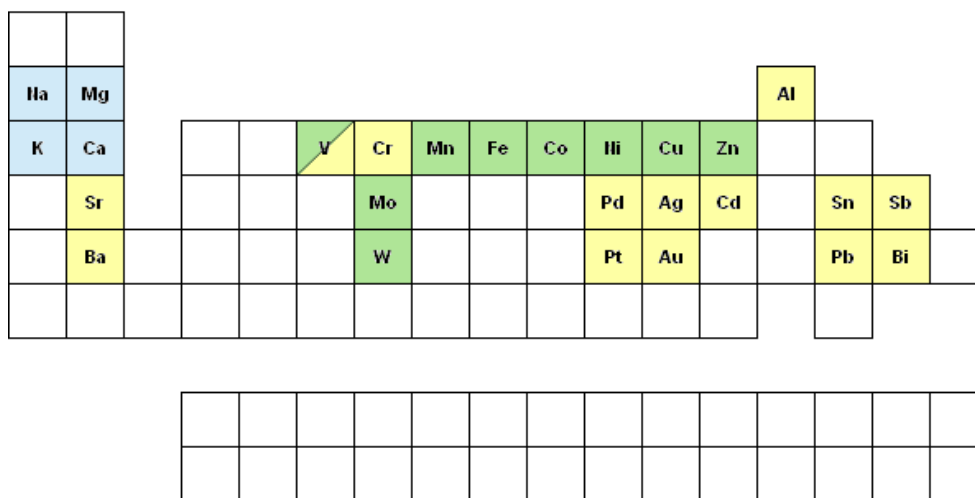 Na Mg Al
K Ca V Cr Mn Fe Co Ni Cu Zn
Sr Mo Pd Ag Cd Sn Sb
Ba W Pt Au Pb Bi